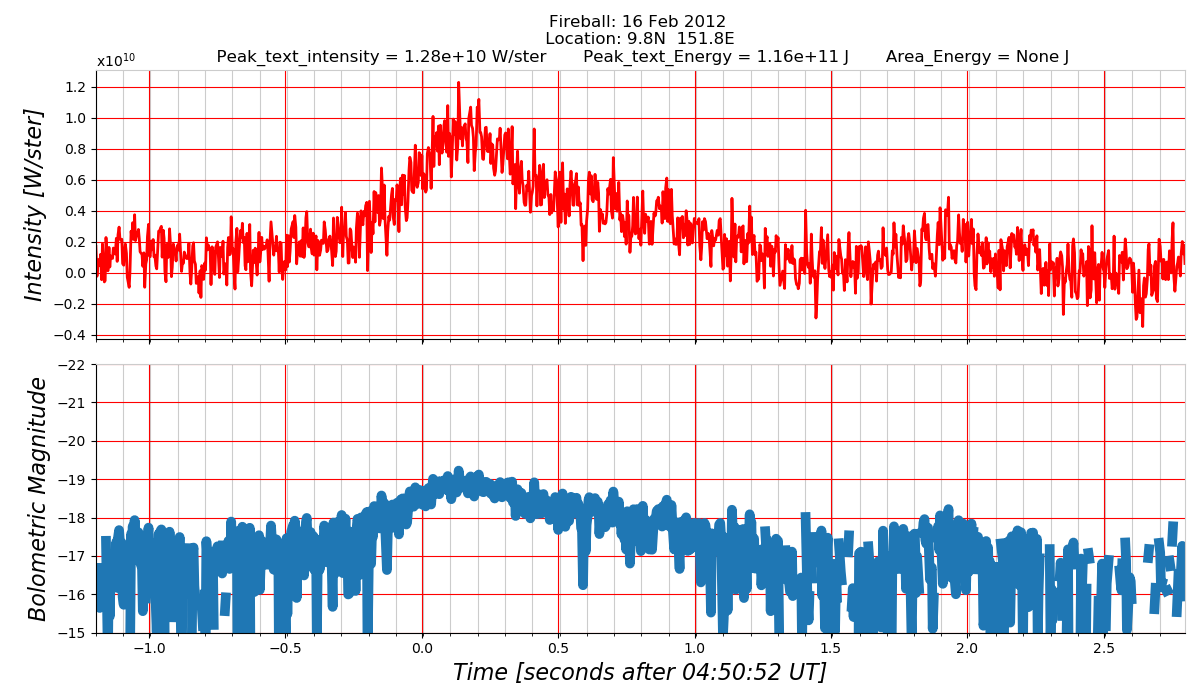 Fireball: 16 Feb 2012
Location: 9.8N  151.8E
Peak_text_intensity = 1.28e+10 W/ster       Peak_text_Energy = 1.16e+11 J       Area_Energy = None J
x10¹⁰
1.2
1.0
0.8
0.6
0.4
0.2
0.0
−0.2
−0.4
Intensity [W/ster]
−22
−21
−20
−19
−18
−17
−16
−15
Bolometric Magnitude
−1.0 −0.5 0.0 0.5 1.0 1.5 2.0 2.5
Time [seconds after 04:50:52 UT]